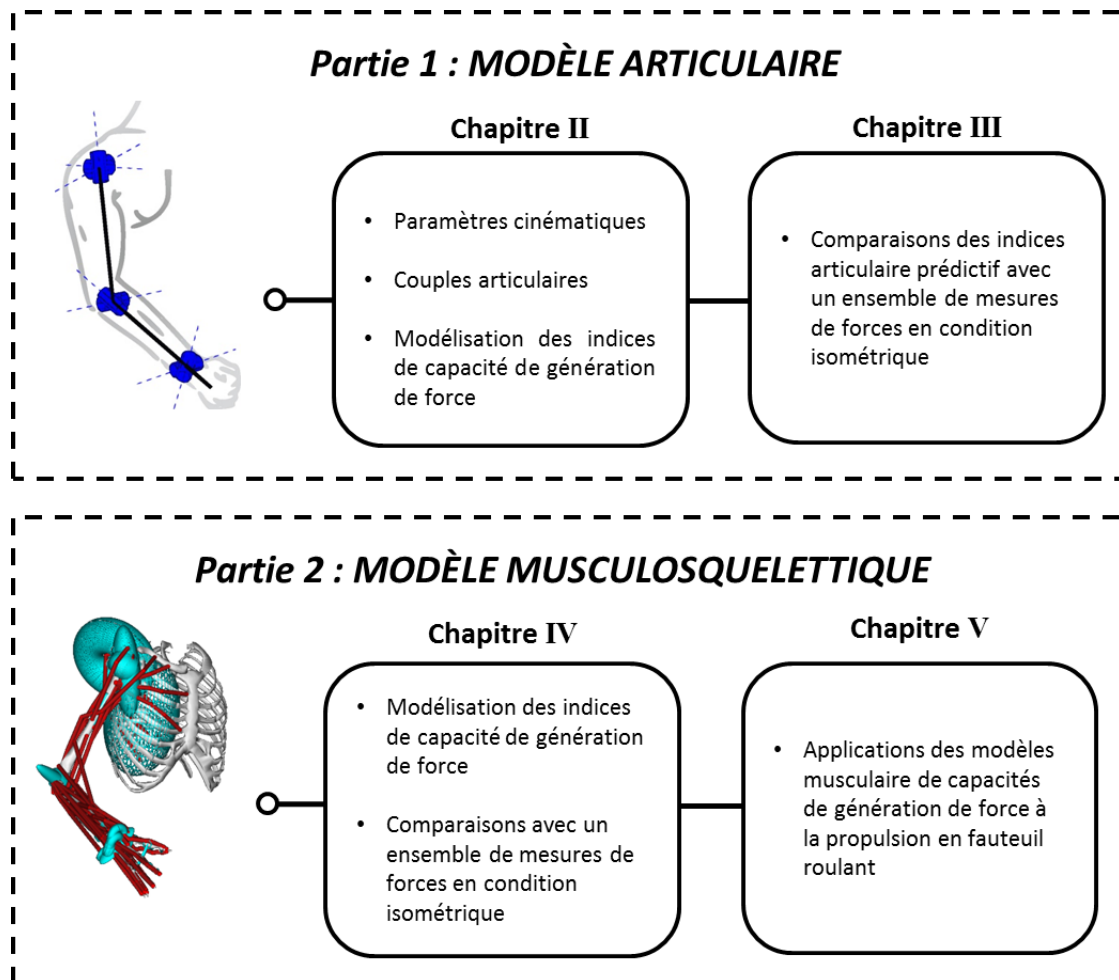 Partie 1 : MODÈLE ARTICULAIRE
Chapitre II
• Paramètres cinématiques
• Couples articulaires
• Modélisation des indices
de capacité de génération
de force
Chapitre III
• Comparaisons des indices
articulaire prédictif avec
un ensemble de mesures
de forces en condition
isométrique
Partie 2 : MODÈLE MUSCULOSQUELETTIQUE
Chapitre IV
• Modélisation des indices
de capacité de génération
de force
• Comparaisons avec un
ensemble de mesures de
forces en condition
isométrique
Chapitre V
• Applications des modèles
musculaire de capacités
de génération de force à
la propulsion en fauteuil
roulant